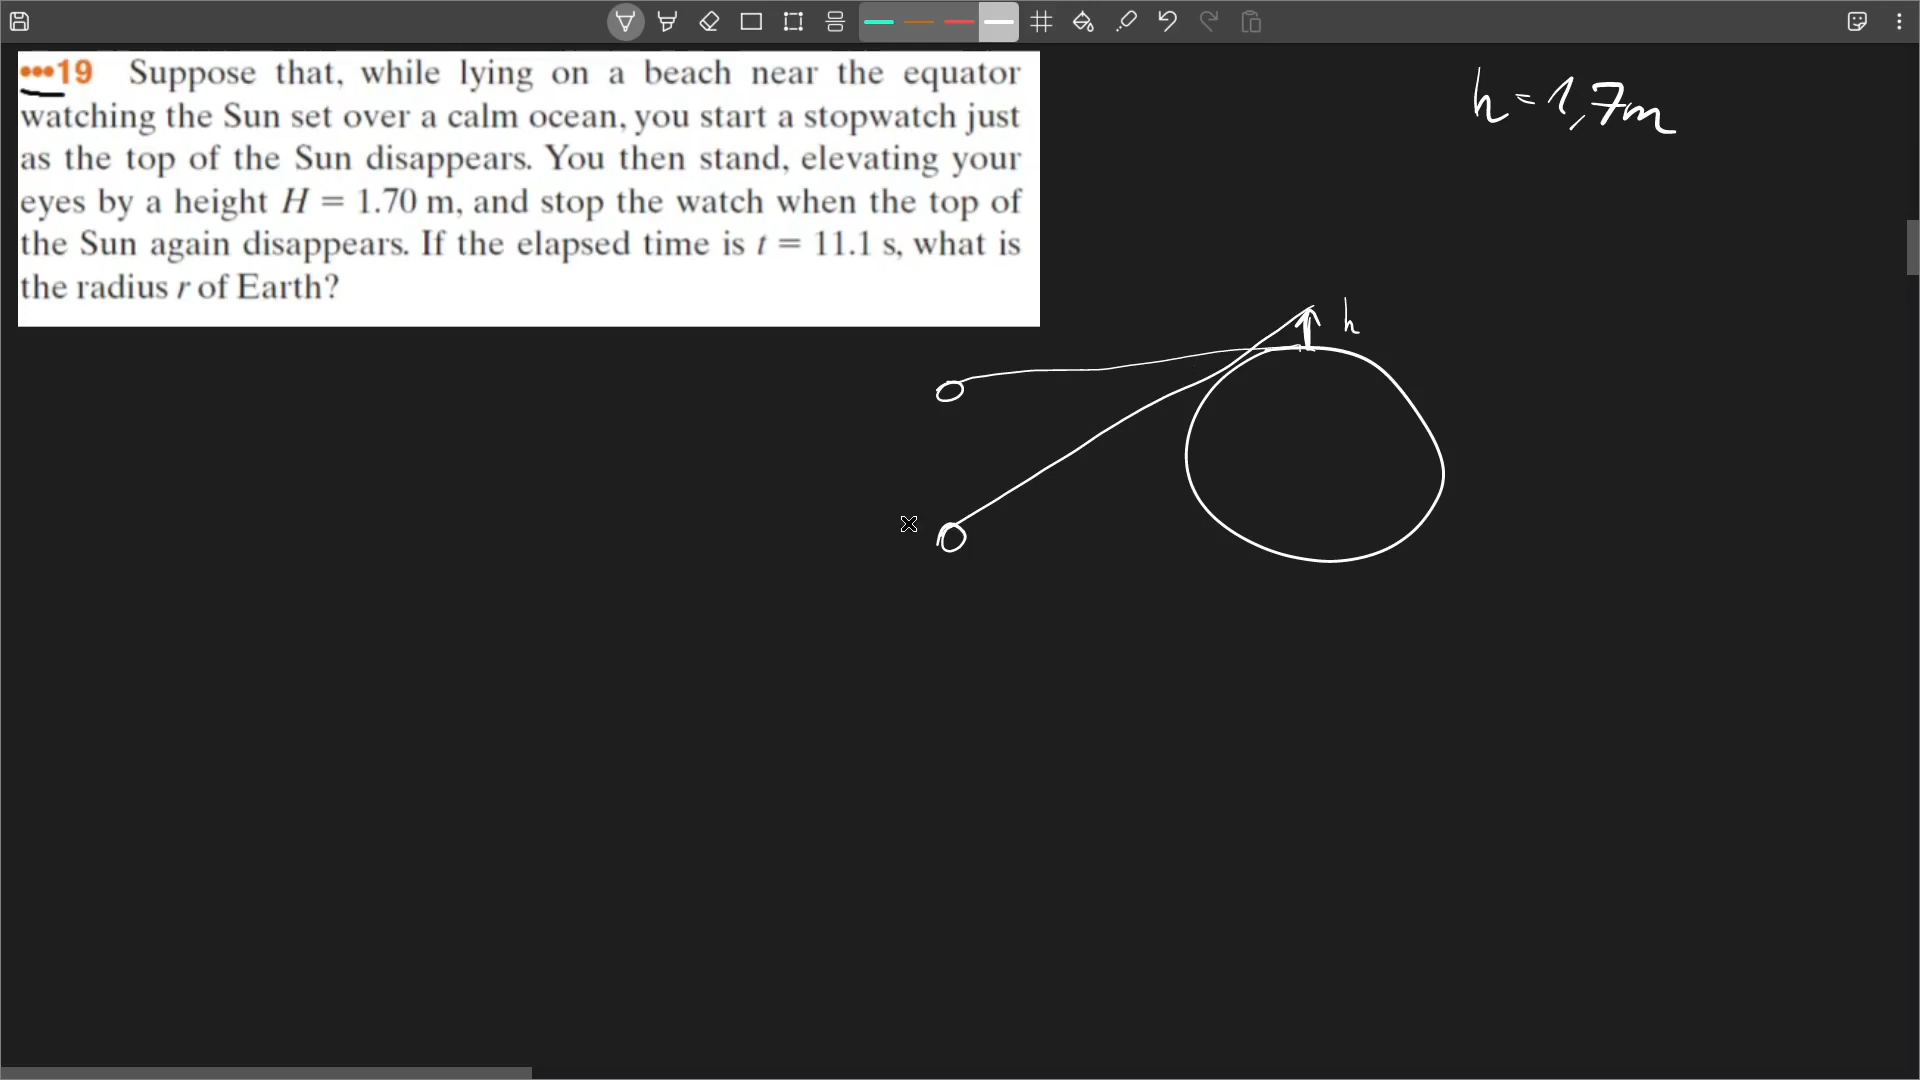 •••19 Suppose that, while lying on a beach near the equator
watching the Sun set over a calm ocean, you start a stopwatch just
as the top of the Sun disappears. You then stand, elevating your
eyes by a height H = 1.70 m, and stop the watch when the top of
the Sun again disappears. If the elapsed time is t = 11.1 s, what is
the radius r of Earth?
h = 1,7m
h